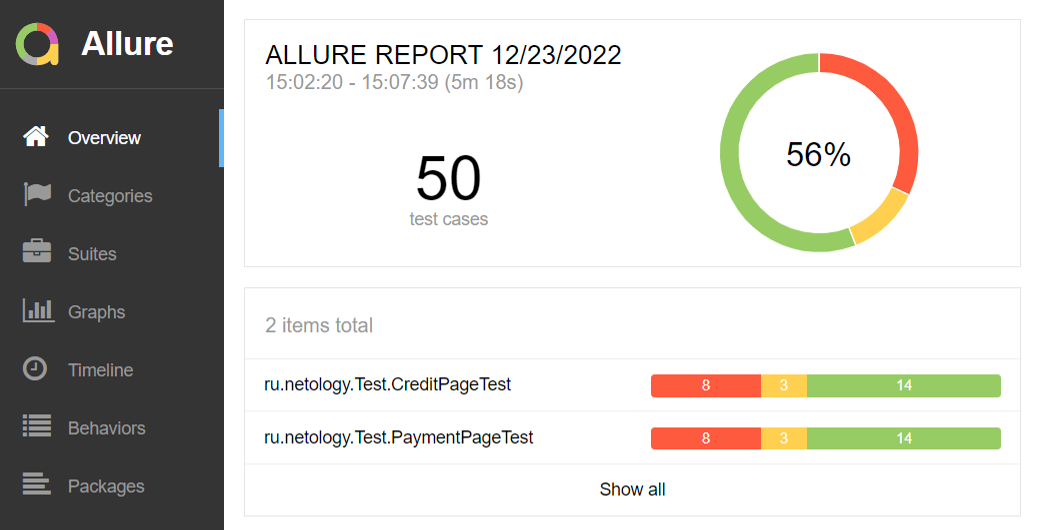 Allure
Overview
Categories
Suites
Graphs
Timeline
Behaviors
Packages
ALLURE REPORT 12/23/2022
15:02:20 - 15:07:39 (5m 18s)
50
test cases
56%
2 items total
ru.netology.Test.CreditPageTest 8 3 14
ru.netology.Test.PaymentPageTest 8 3 14
Show all